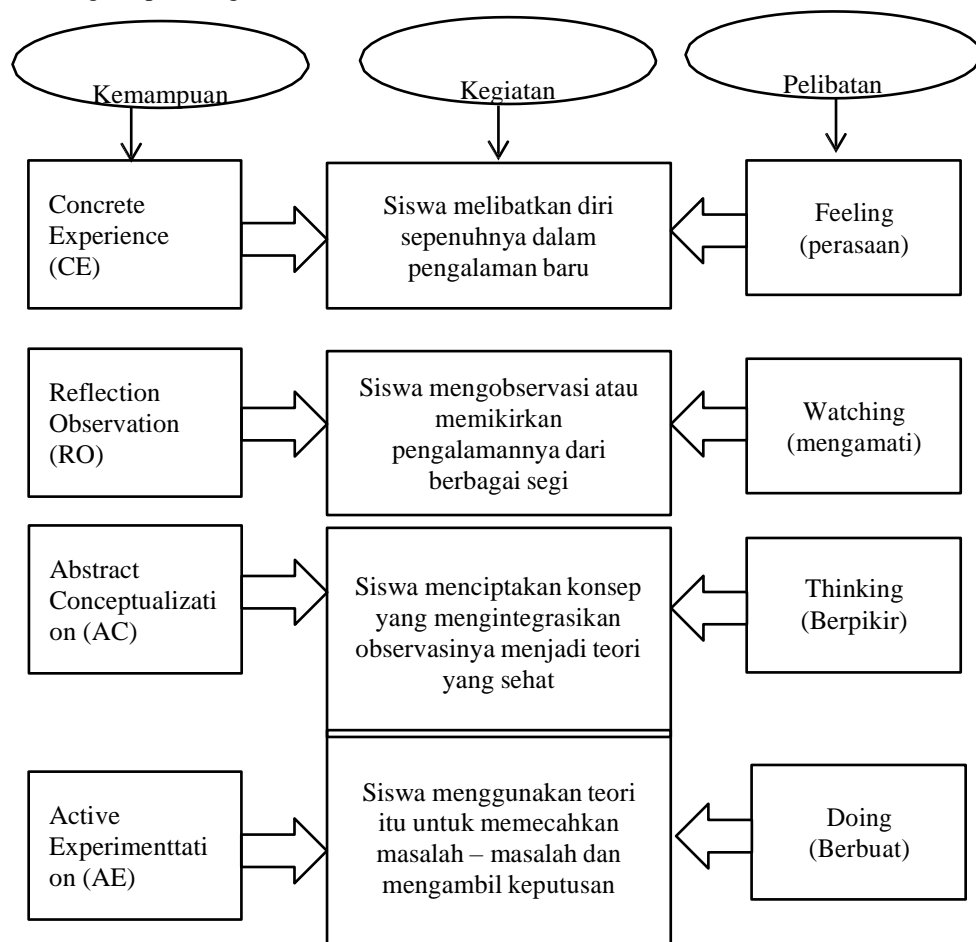 Kemampuan
Kegiatan
Pelibatan
Concrete
Experience
(CE)
Siswa melibatkan diri
sepenuhnya dalam
pengalaman baru
Feeling
(perasaan)
Reflection
Observation
(RO)
Siswa mengobservasi atau
memikirkan
pengalamannya dari
berbagai segi
Watching
(mengamati)
Abstract
Conceptualizati
on (AC)
Siswa menciptakan konsep
yang mengintegrasikan
observasinya menjadi teori
yang sehat
Thinking
(Berpikir)
Active
Experimenttati
on (AE)
Siswa menggunakan teori
itu untuk memecahkan
masalah – masalah dan
mengambil keputusan
Doing
(Berbuat)